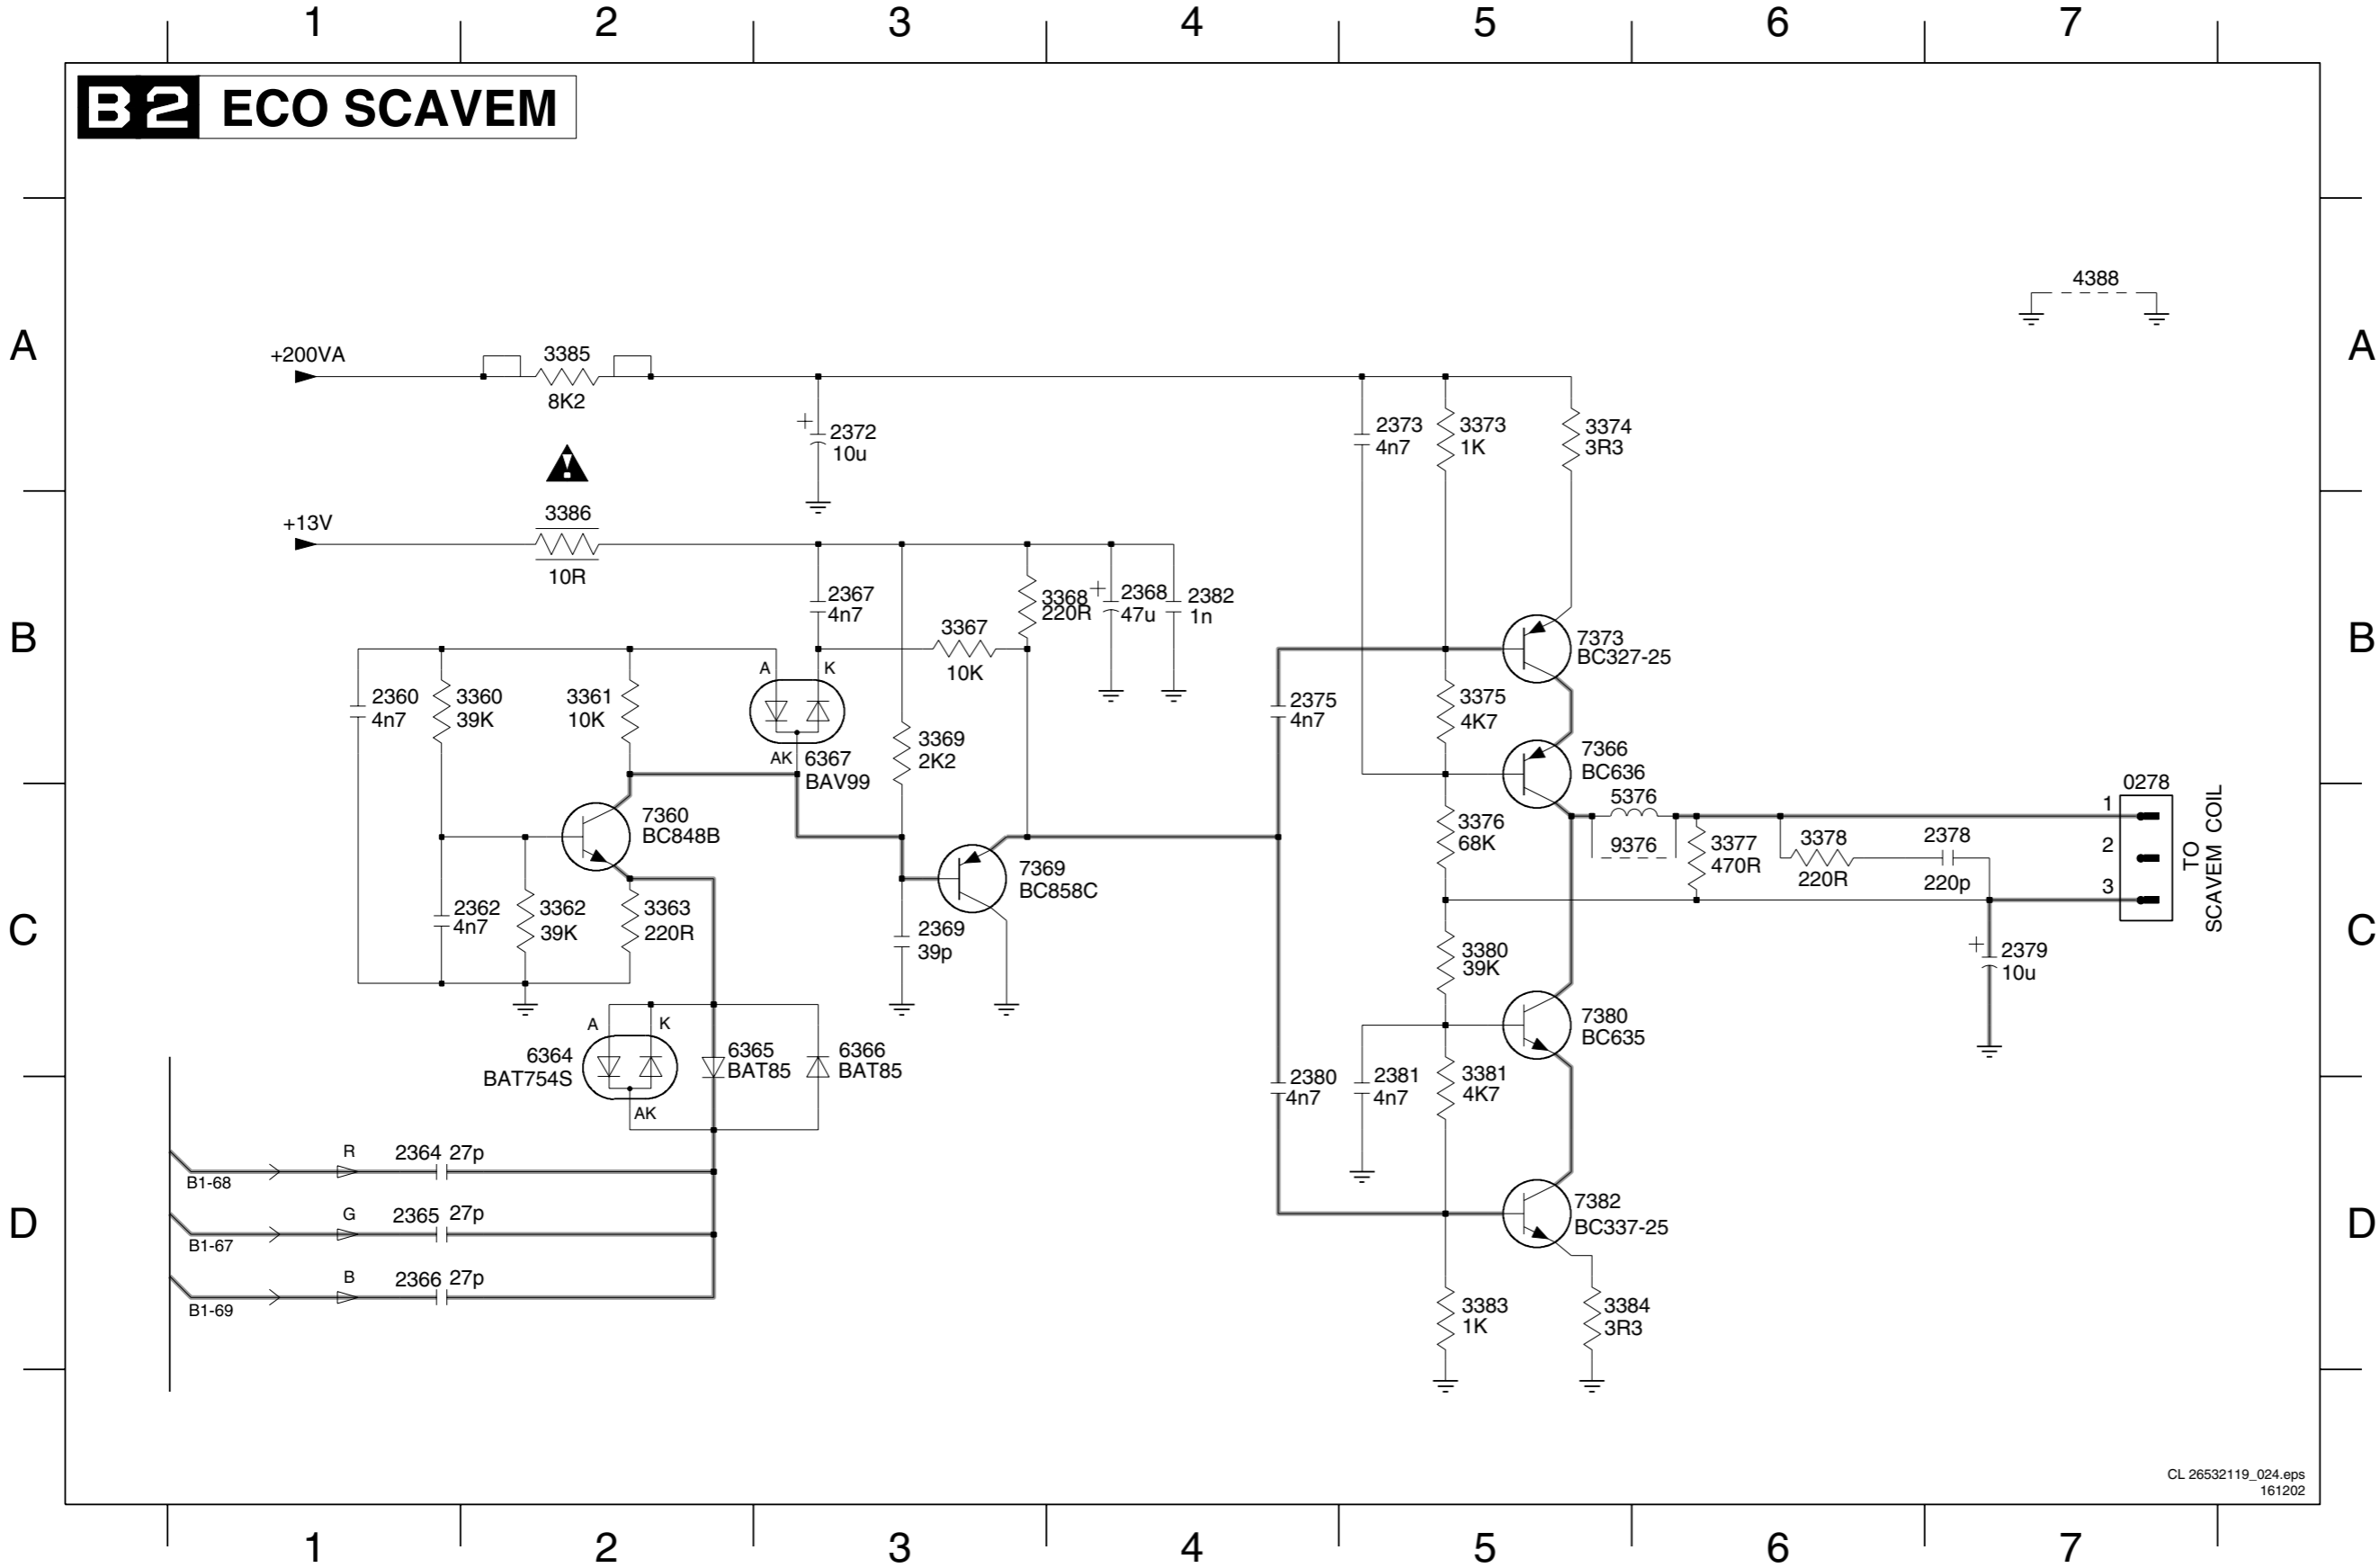 1 2 3 4 5 6 7
B2 ECO SCAVEM
4388
A A
+200VA
3385
8K2
2372
10u
2373
4n7
3373
1K
3374
3R3
+13V
3386
10R
2367
4n7
3368
220R
2368
47u
2382
1n
3367
10K
B B
7373
BC327-25
A K
2360
4n7
3360
39K
3361
10K
2375
4n7
3375
4K7
3369
2K2
AK 6367
BAV99
7366
BC636
0278
5376
1
7360
BC848B
3376
68K
9376
3377
470R
3378
220R
2378
220p
2
3
TO
SCAVEM COIL
7369
BC858C
2362
4n7
3362
39K
3363
220R
C C
2369
39p
3380
39K
2379
10u
A K
7380
BC635
6364
BAT754S
6365
BAT85
6366
BAT85
AK
2380
4n7
2381
4n7
3381
4K7
R 2364 27p
B1-68
G 2365 27p
B1-67
D D
7382
BC337-25
B 2366 27p
B1-69
3383
1K
3384
3R3
CL 26532119_024.eps
161202
1 2 3 4 5 6 7